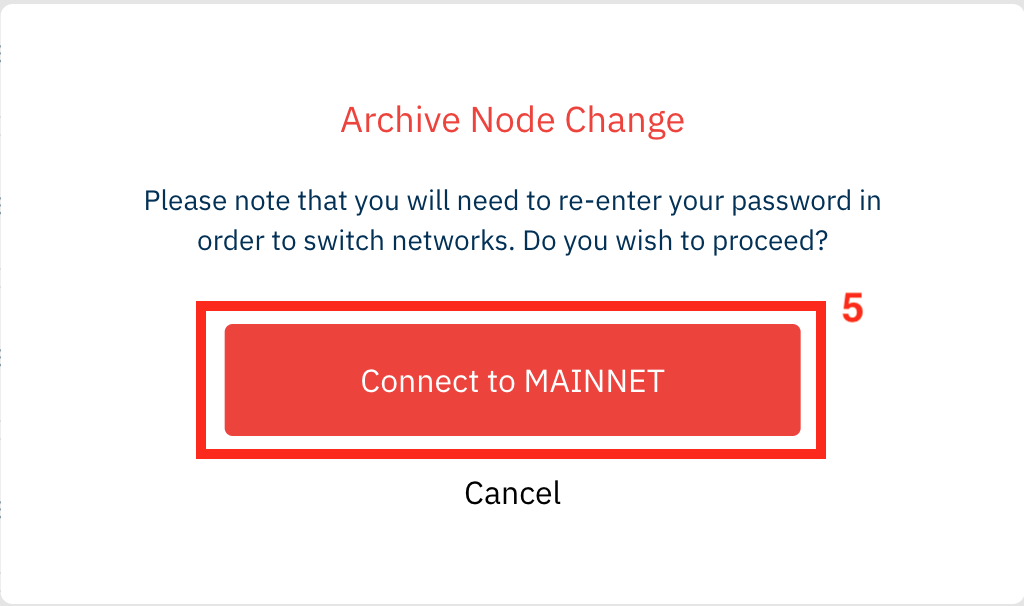 Archive Node Change
Please note that you will need to re-enter your password in
order to switch networks. Do you wish to proceed?
5
Connect to MAINNET
Cancel